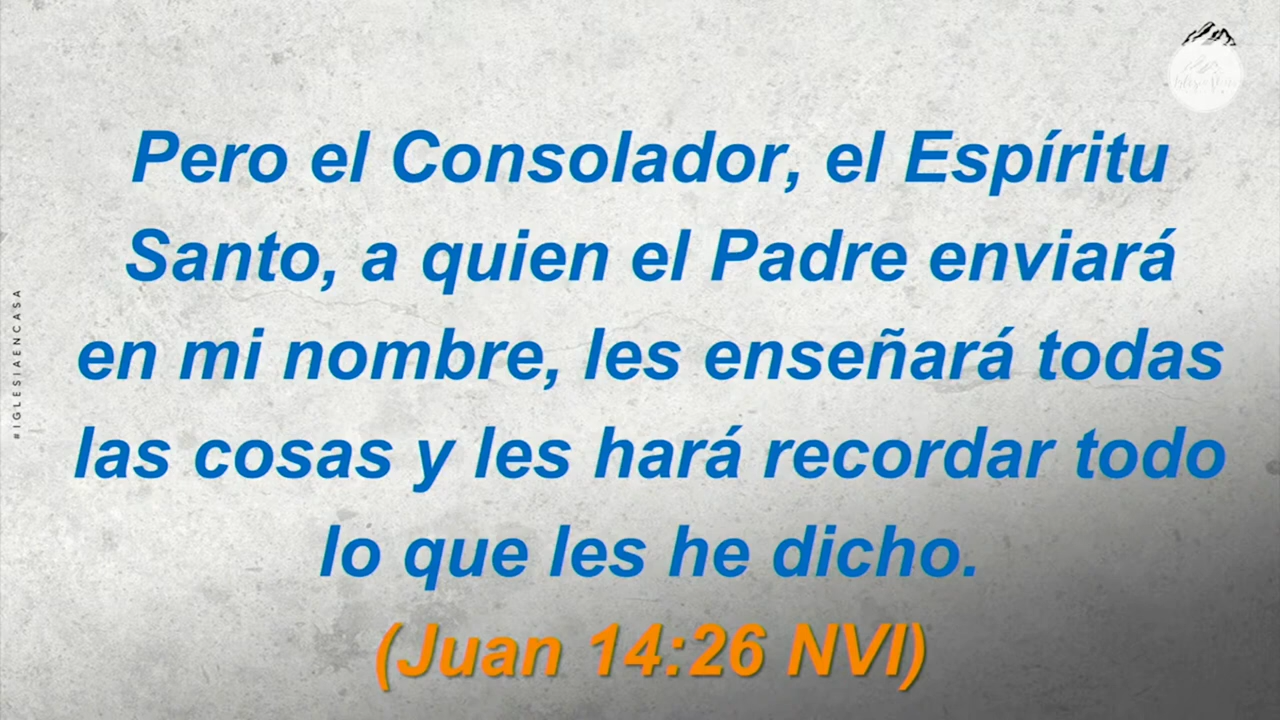 Pero el Consolador, el Espíritu
Santo, a quien el Padre enviará
en mi nombre, les enseñará todas
las cosas y les hará recordar todo
lo que les he dicho.
(Juan 14:26 NVI)
#IGLESIAENCASA